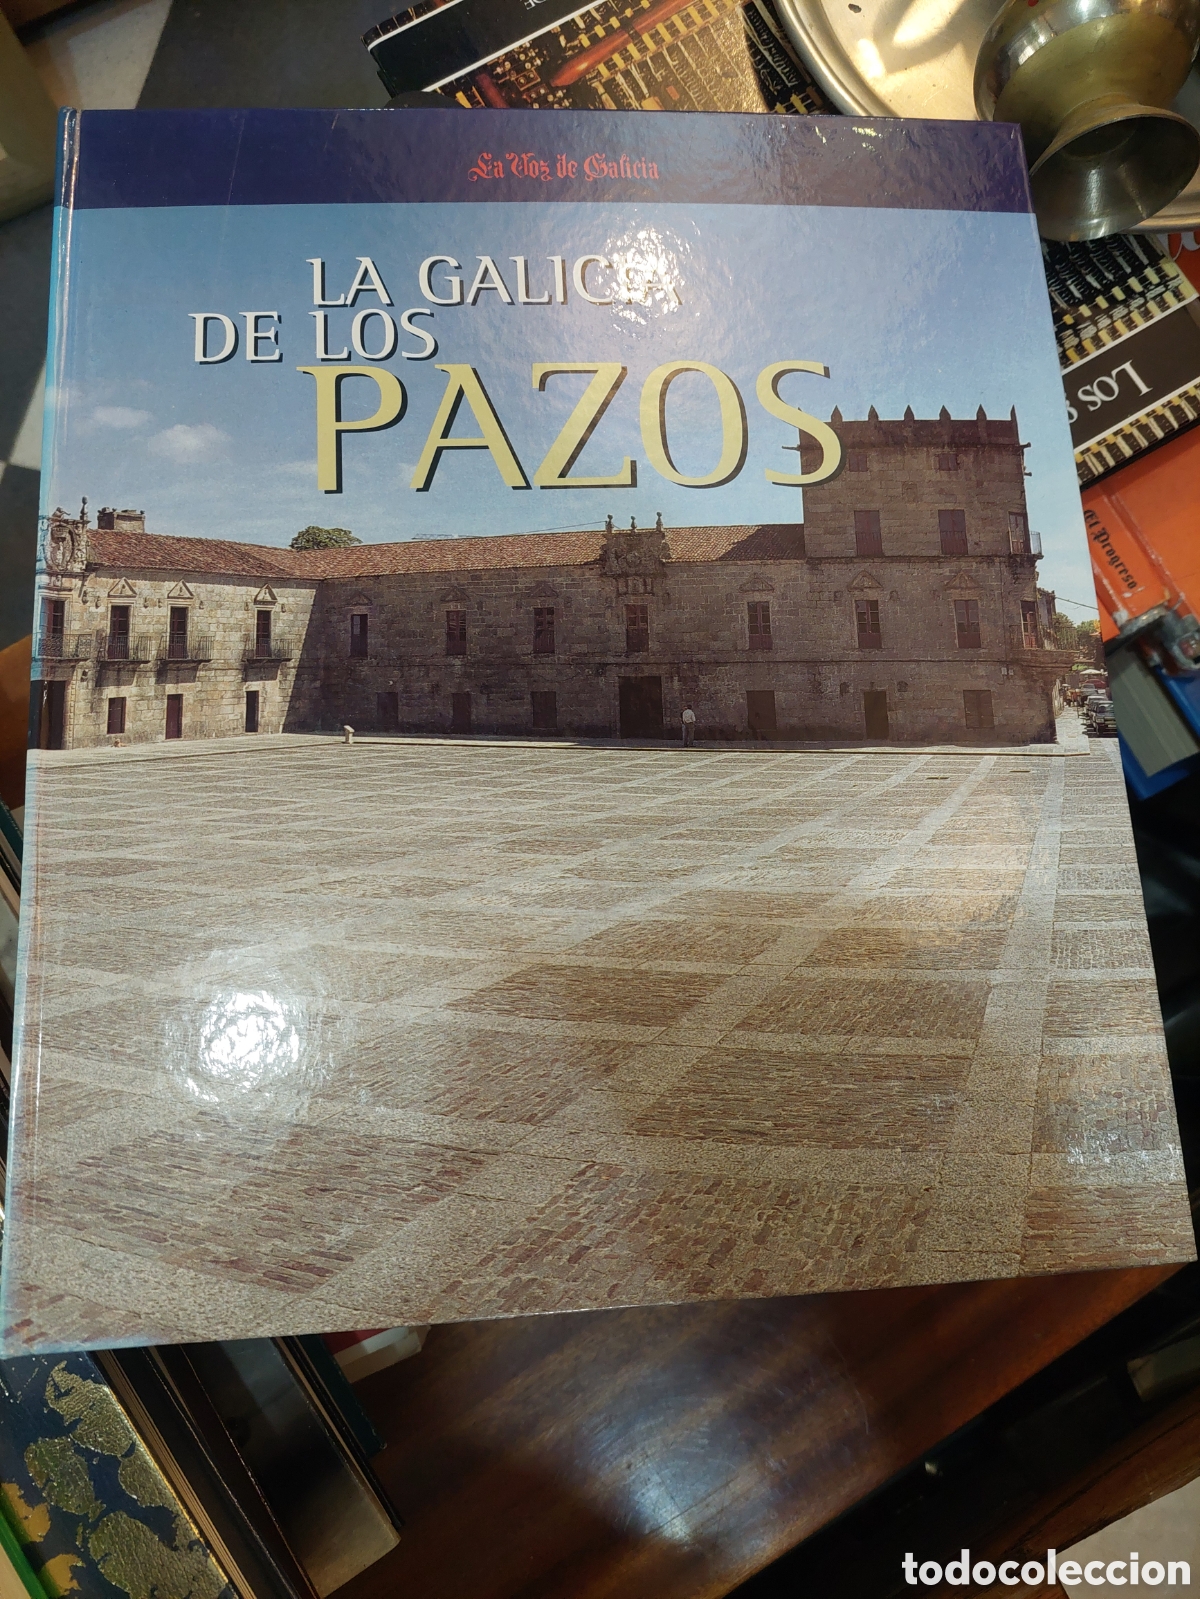 La Voz de Galicia
LA GALICIA
DE LOS
PAZOS
Los
El Progreso
todocoleccion